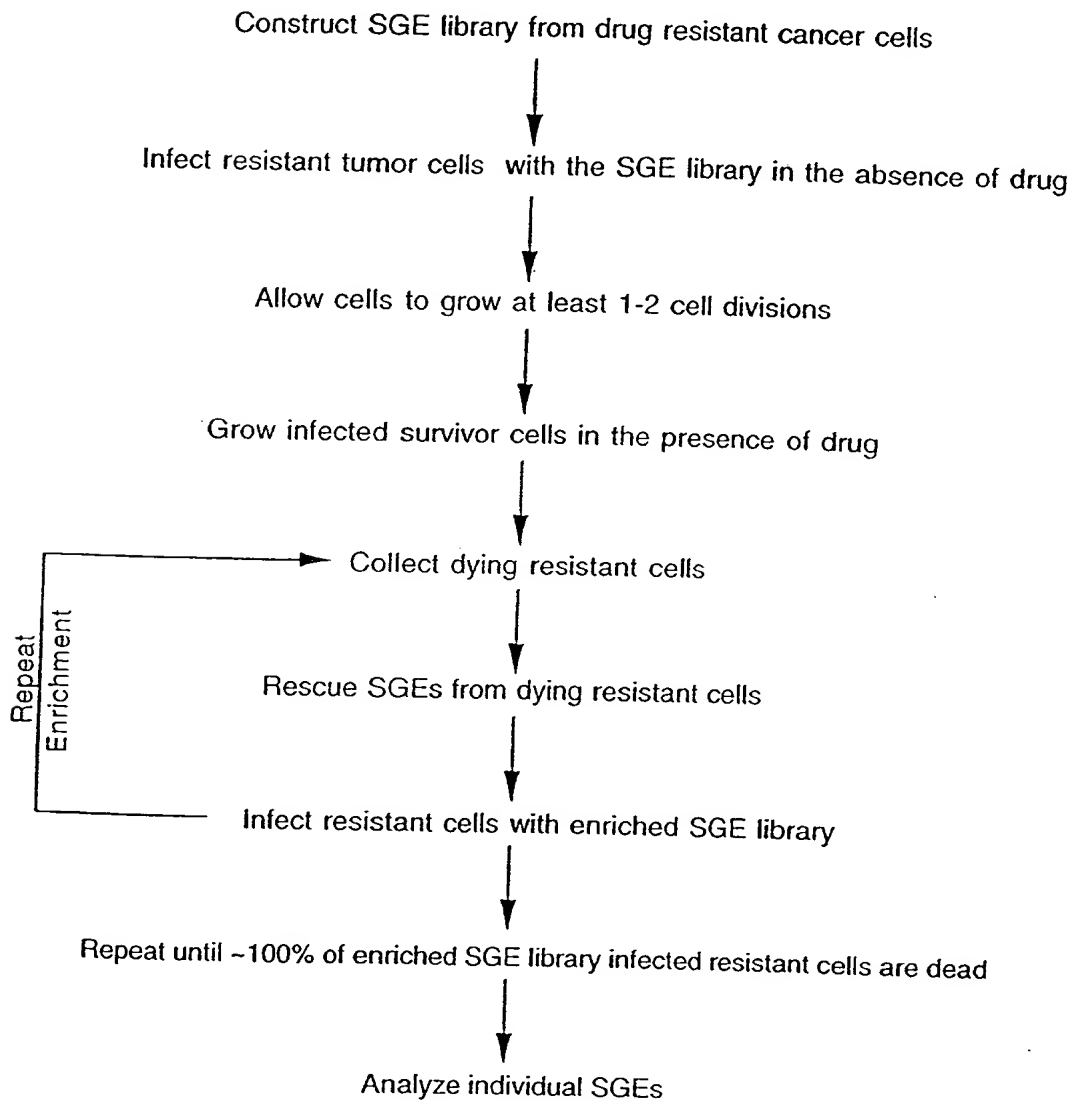 Construct SGE library from drug resistant cancer cells
Infect resistant tumor cells with the SGE library in the absence of drug
Allow cells to grow at least 1-2 cell divisions
Grow infected survivor cells in the presence of drug
Collect dying resistant cells
Repeat
Enrichment
Rescue SGEs from dying resistant cells
Infect resistant cells with enriched SGE library
Repeat until ~100% of enriched SGE library infected resistant cells are dead
Analyze individual SGEs